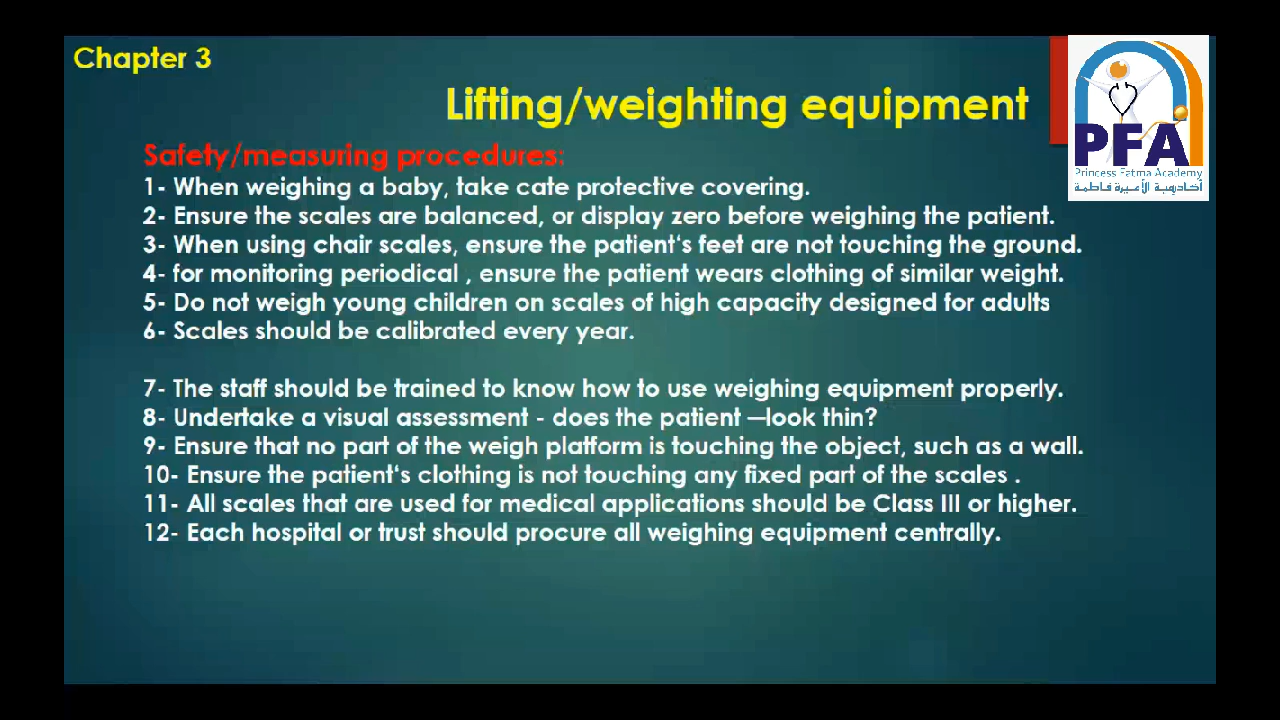 Chapter 3
Lifting/weighting equipment
PFA
Princess Fatma Academy
أكاديمية الأميرة فاطمة
Safety/measuring procedures:
1- When weighing a baby, take cate protective covering.
2- Ensure the scales are balanced, or display zero before weighing the patient.
3- When using chair scales, ensure the patient‘s feet are not touching the ground.
4- for monitoring periodical , ensure the patient wears clothing of similar weight.
5- Do not weigh young children on scales of high capacity designed for adults
6- Scales should be calibrated every year.
7- The staff should be trained to know how to use weighing equipment properly.
8- Undertake a visual assessment - does the patient —look thin?
9- Ensure that no part of the weigh platform is touching the object, such as a wall.
10- Ensure the patient‘s clothing is not touching any fixed part of the scales .
11- All scales that are used for medical applications should be Class III or higher.
12- Each hospital or trust should procure all weighing equipment centrally.